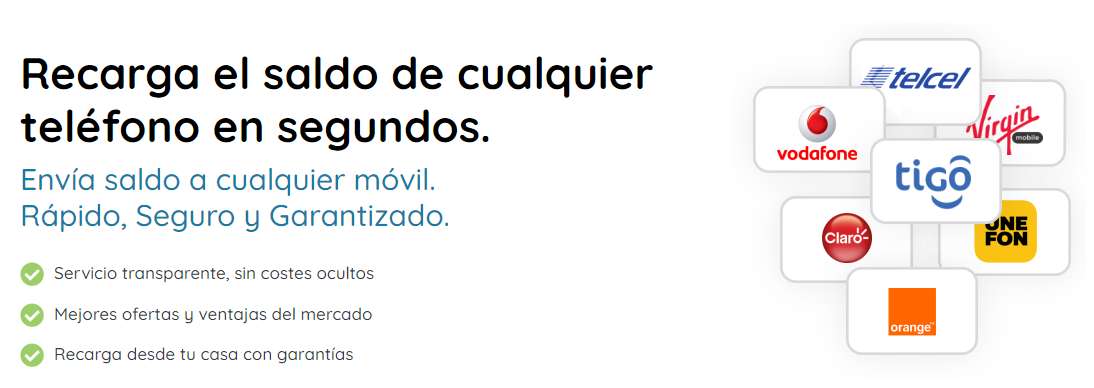 Recarga el saldo de cualquier
teléfono en segundos.
Envía saldo a cualquier móvil.
Rápido, Seguro y Garantizado.
Servicio transparente, sin costes ocultos
Mejores ofertas y ventajas del mercado
Recarga desde tu casa con garantías
telcel
vodafone
Virgin
mobile
tigo
Claro
UNE
FON
orange™